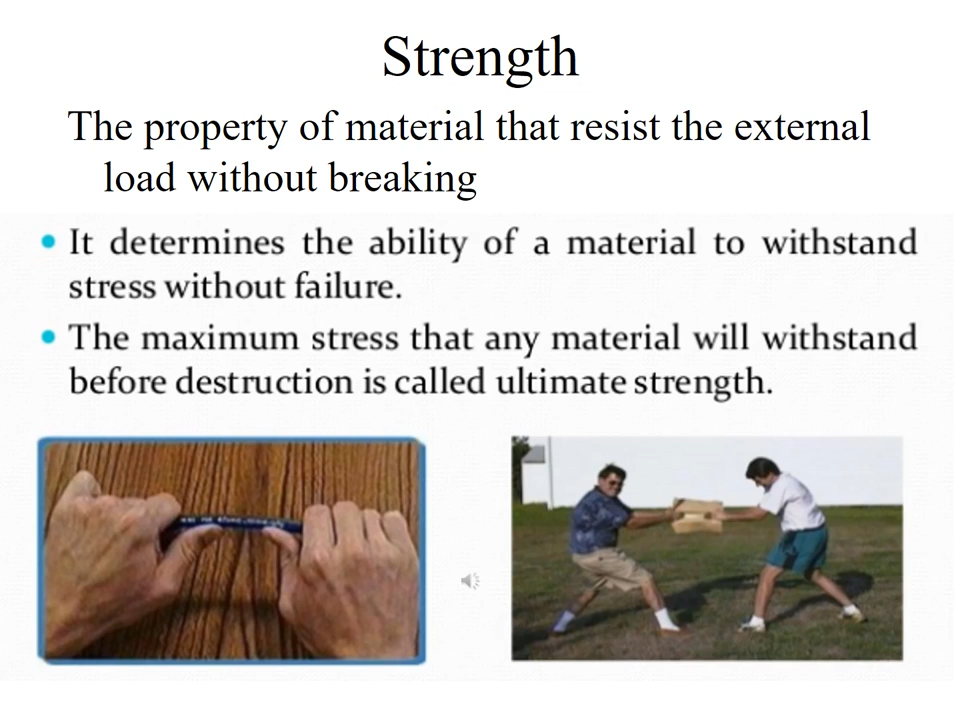 Strength
The property of material that resist the external
load without breaking
• It determines the ability of a material to withstand
stress without failure.
• The maximum stress that any material will withstand
before destruction is called ultimate strength.